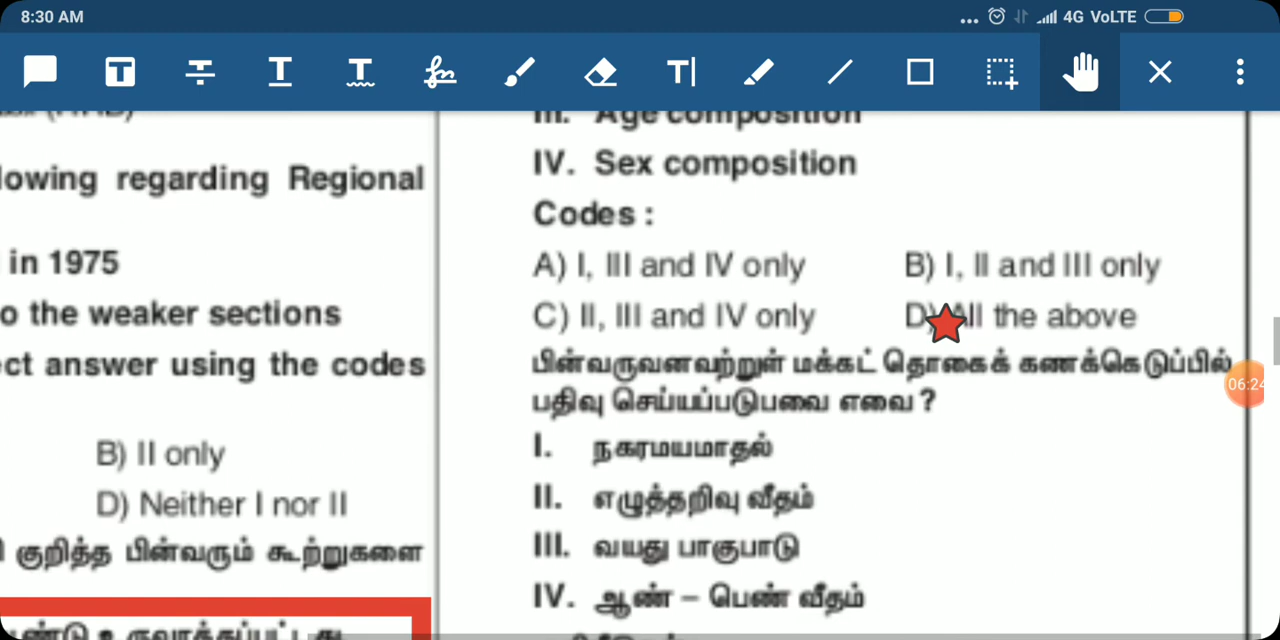 8:30 AM
4G VoLTE
lowing regarding Regional
in 1975
o the weaker sections
ct answer using the codes
B) II only
D) Neither I nor II
குறித்த பின்வரும் கூற்றுகளை
III. Age composition
IV. Sex composition
Codes :
A) I, III and IV only B) I, II and III only
C) II, III and IV only D) All the above
பின்வருவனவற்றுள் மக்கட் தொகைக் கணக்கெடுப்பில்
பதிவு செய்யப்படுபவை எவை ?
I. நகரமயமாதல்
II. எழுத்தறிவு வீதம்
III. வயது பாகுபாடு
IV. ஆண் – பெண் வீதம்
06:24